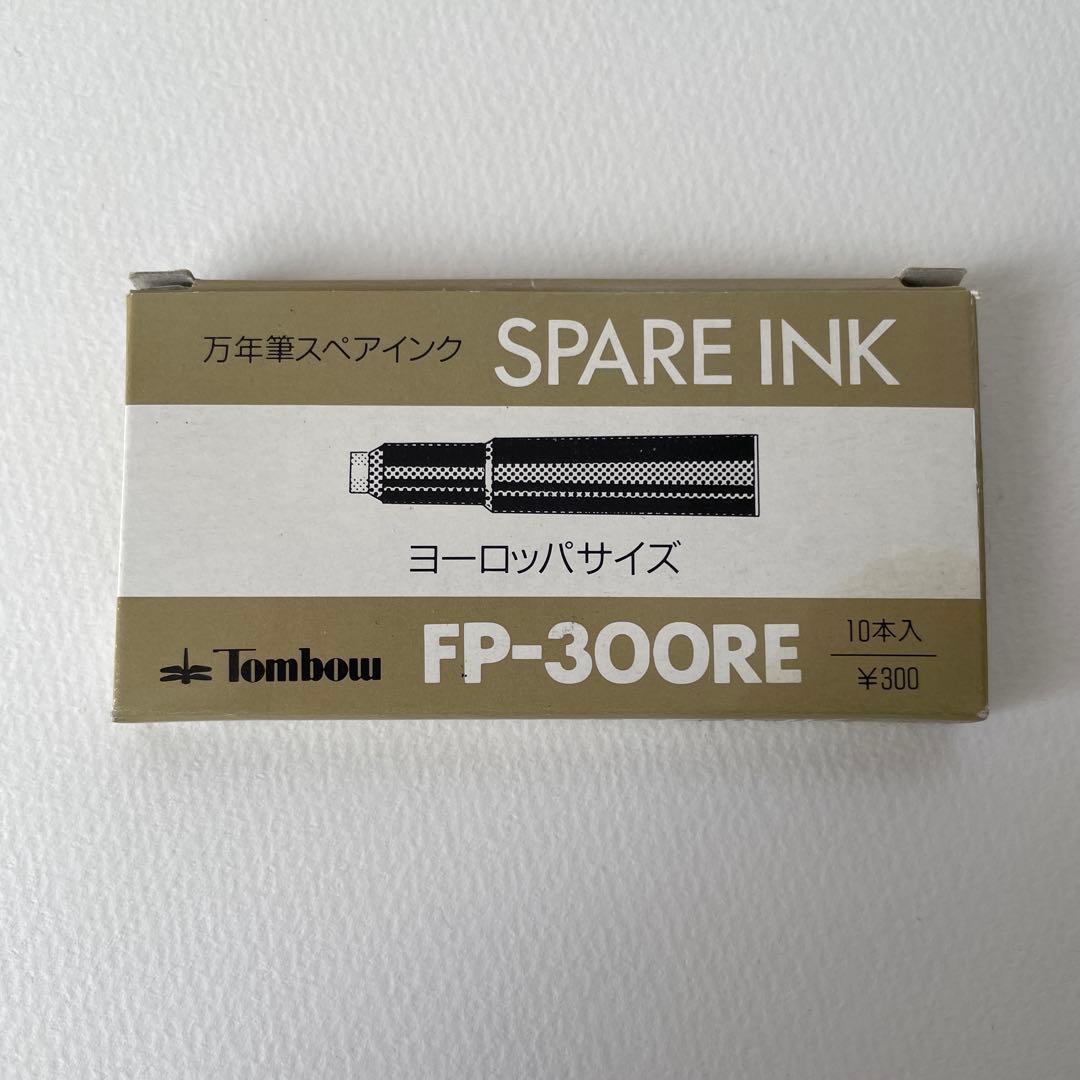 万年筆スペアインク SPARE INK
ヨーロッパサイズ
Tombow FP-300RE
10本入
¥300